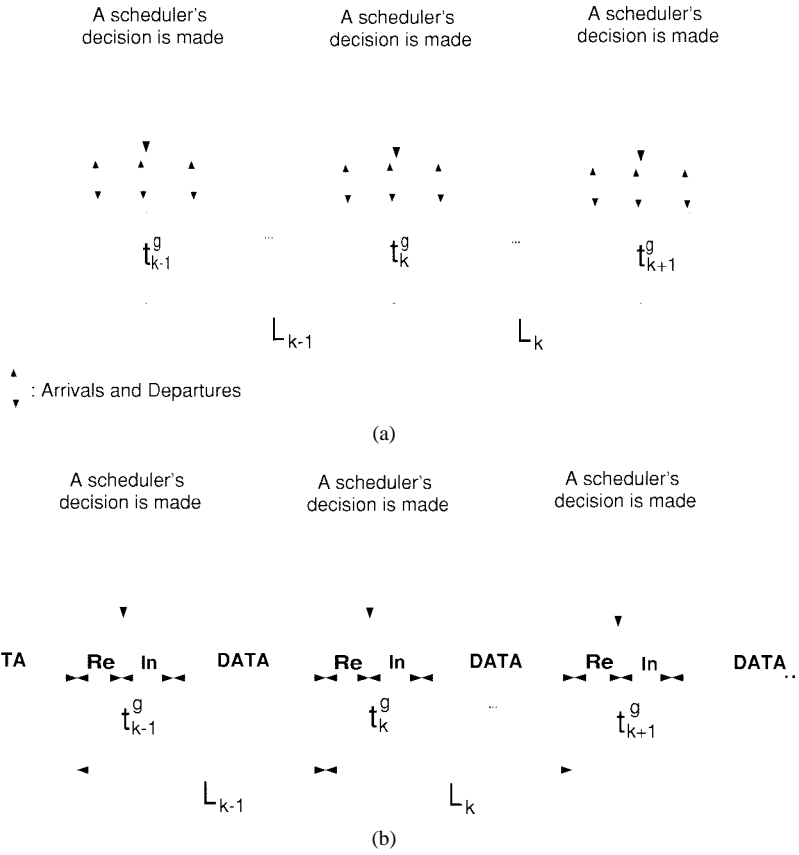 A scheduler's A scheduler's A scheduler's
decision is made decision is made decision is made
t^g_{k-1} ... t^g_k ... t^g_{k+1}
L_{k-1} L_k
: Arrivals and Departures
(a)
A scheduler's A scheduler's A scheduler's
decision is made decision is made decision is made
TA Re In DATA Re In DATA Re In DATA ..
t^g_{k-1} t^g_k ... t^g_{k+1}
L_{k-1} L_k
(b)